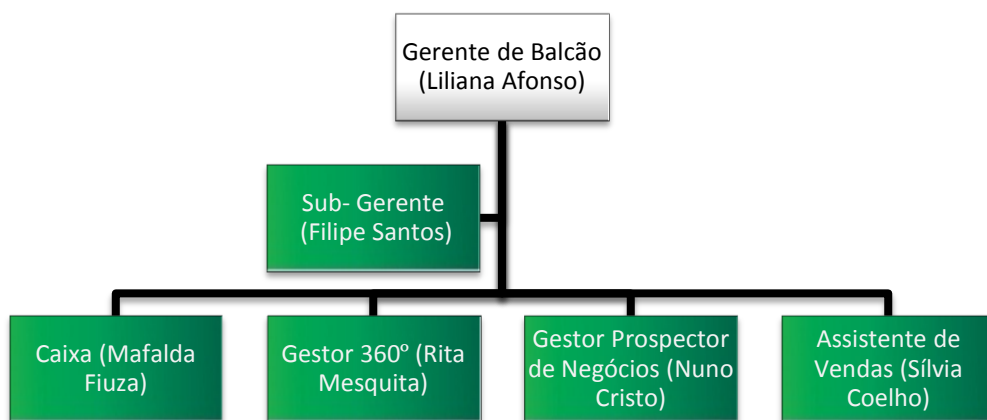 Gerente de Balcão
(Liliana Afonso)
Sub- Gerente
(Filipe Santos)
Caixa (Mafalda
Fiuza)
Gestor 360º (Rita
Mesquita)
Gestor Prospector
de Negócios (Nuno
Cristo)
Assistente de
Vendas (Sílvia
Coelho)